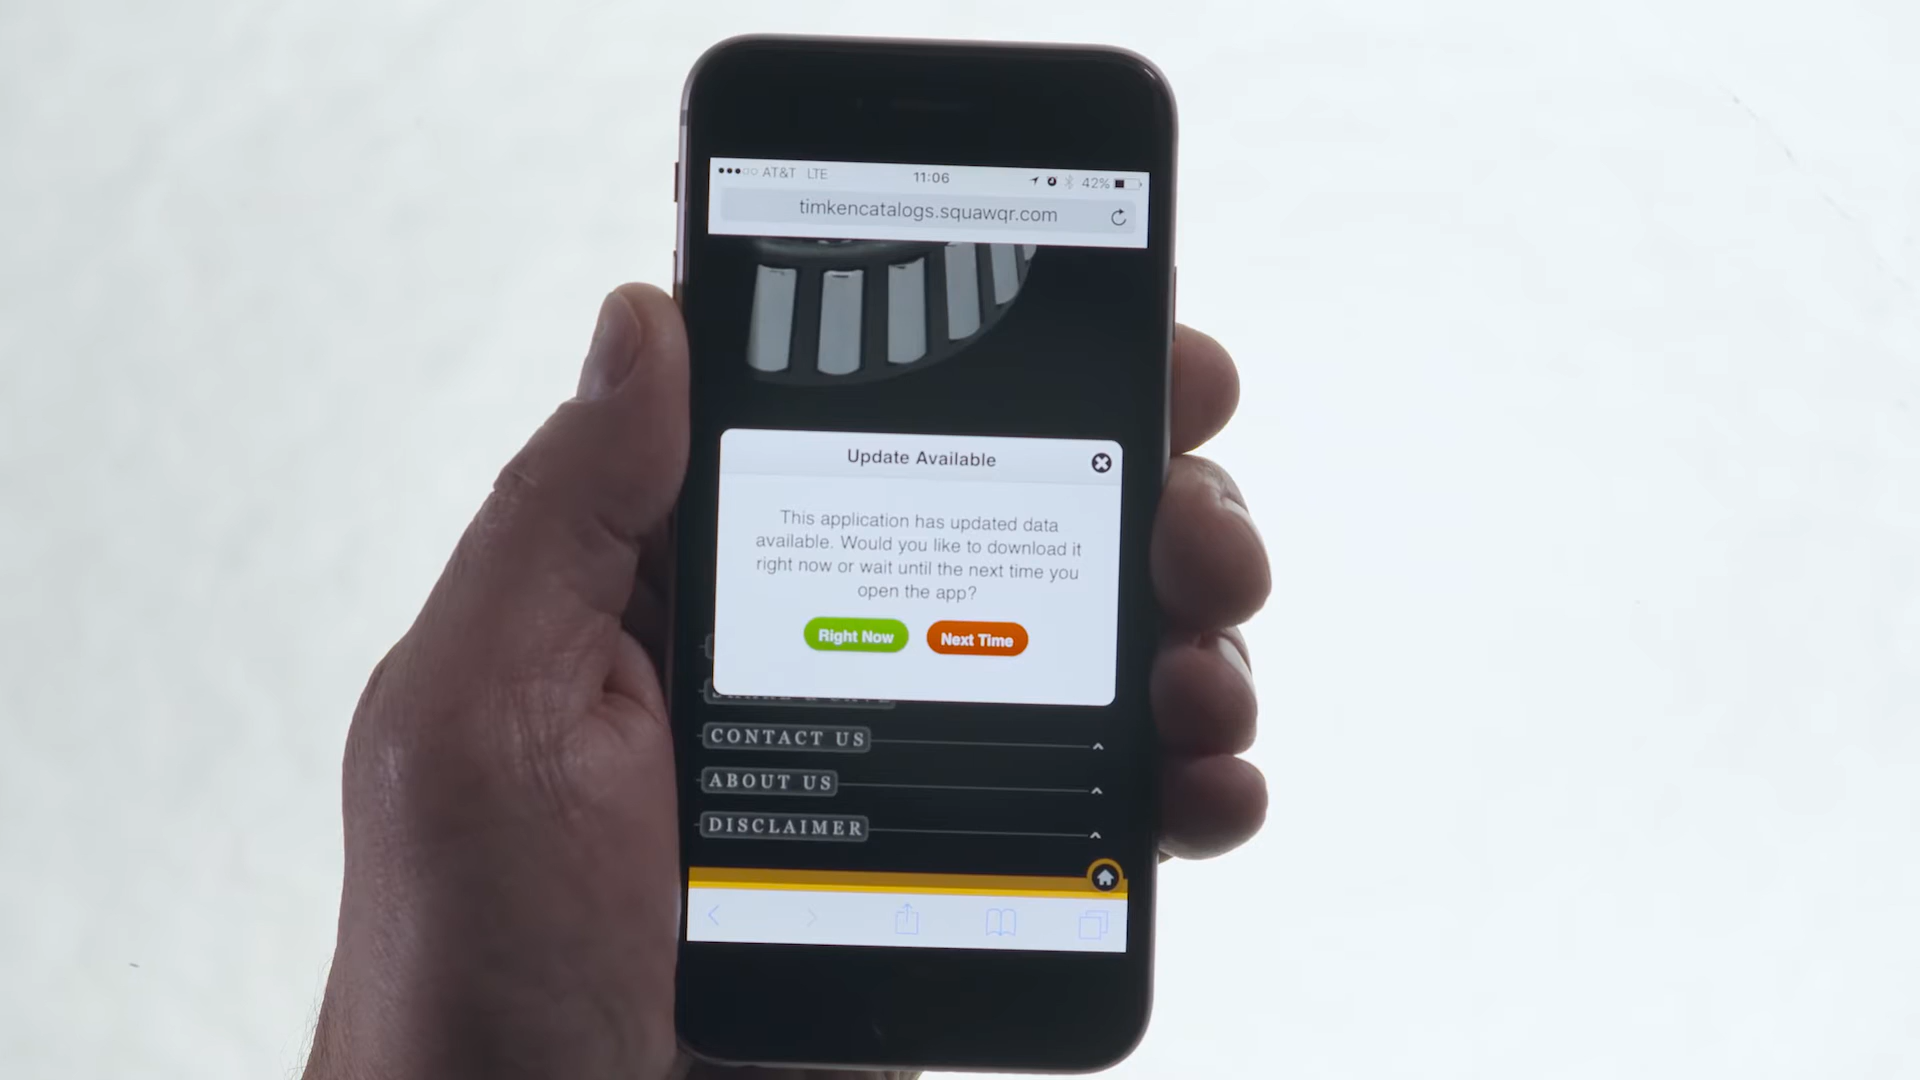 AT&T LTE 11:06 42%
timkencatalogs.squawqr.com
Update Available
This application has updated data
available. Would you like to download it
right now or wait until the next time you
open the app?
Right Now Next Time
CONTACT US
ABOUT US
DISCLAIMER